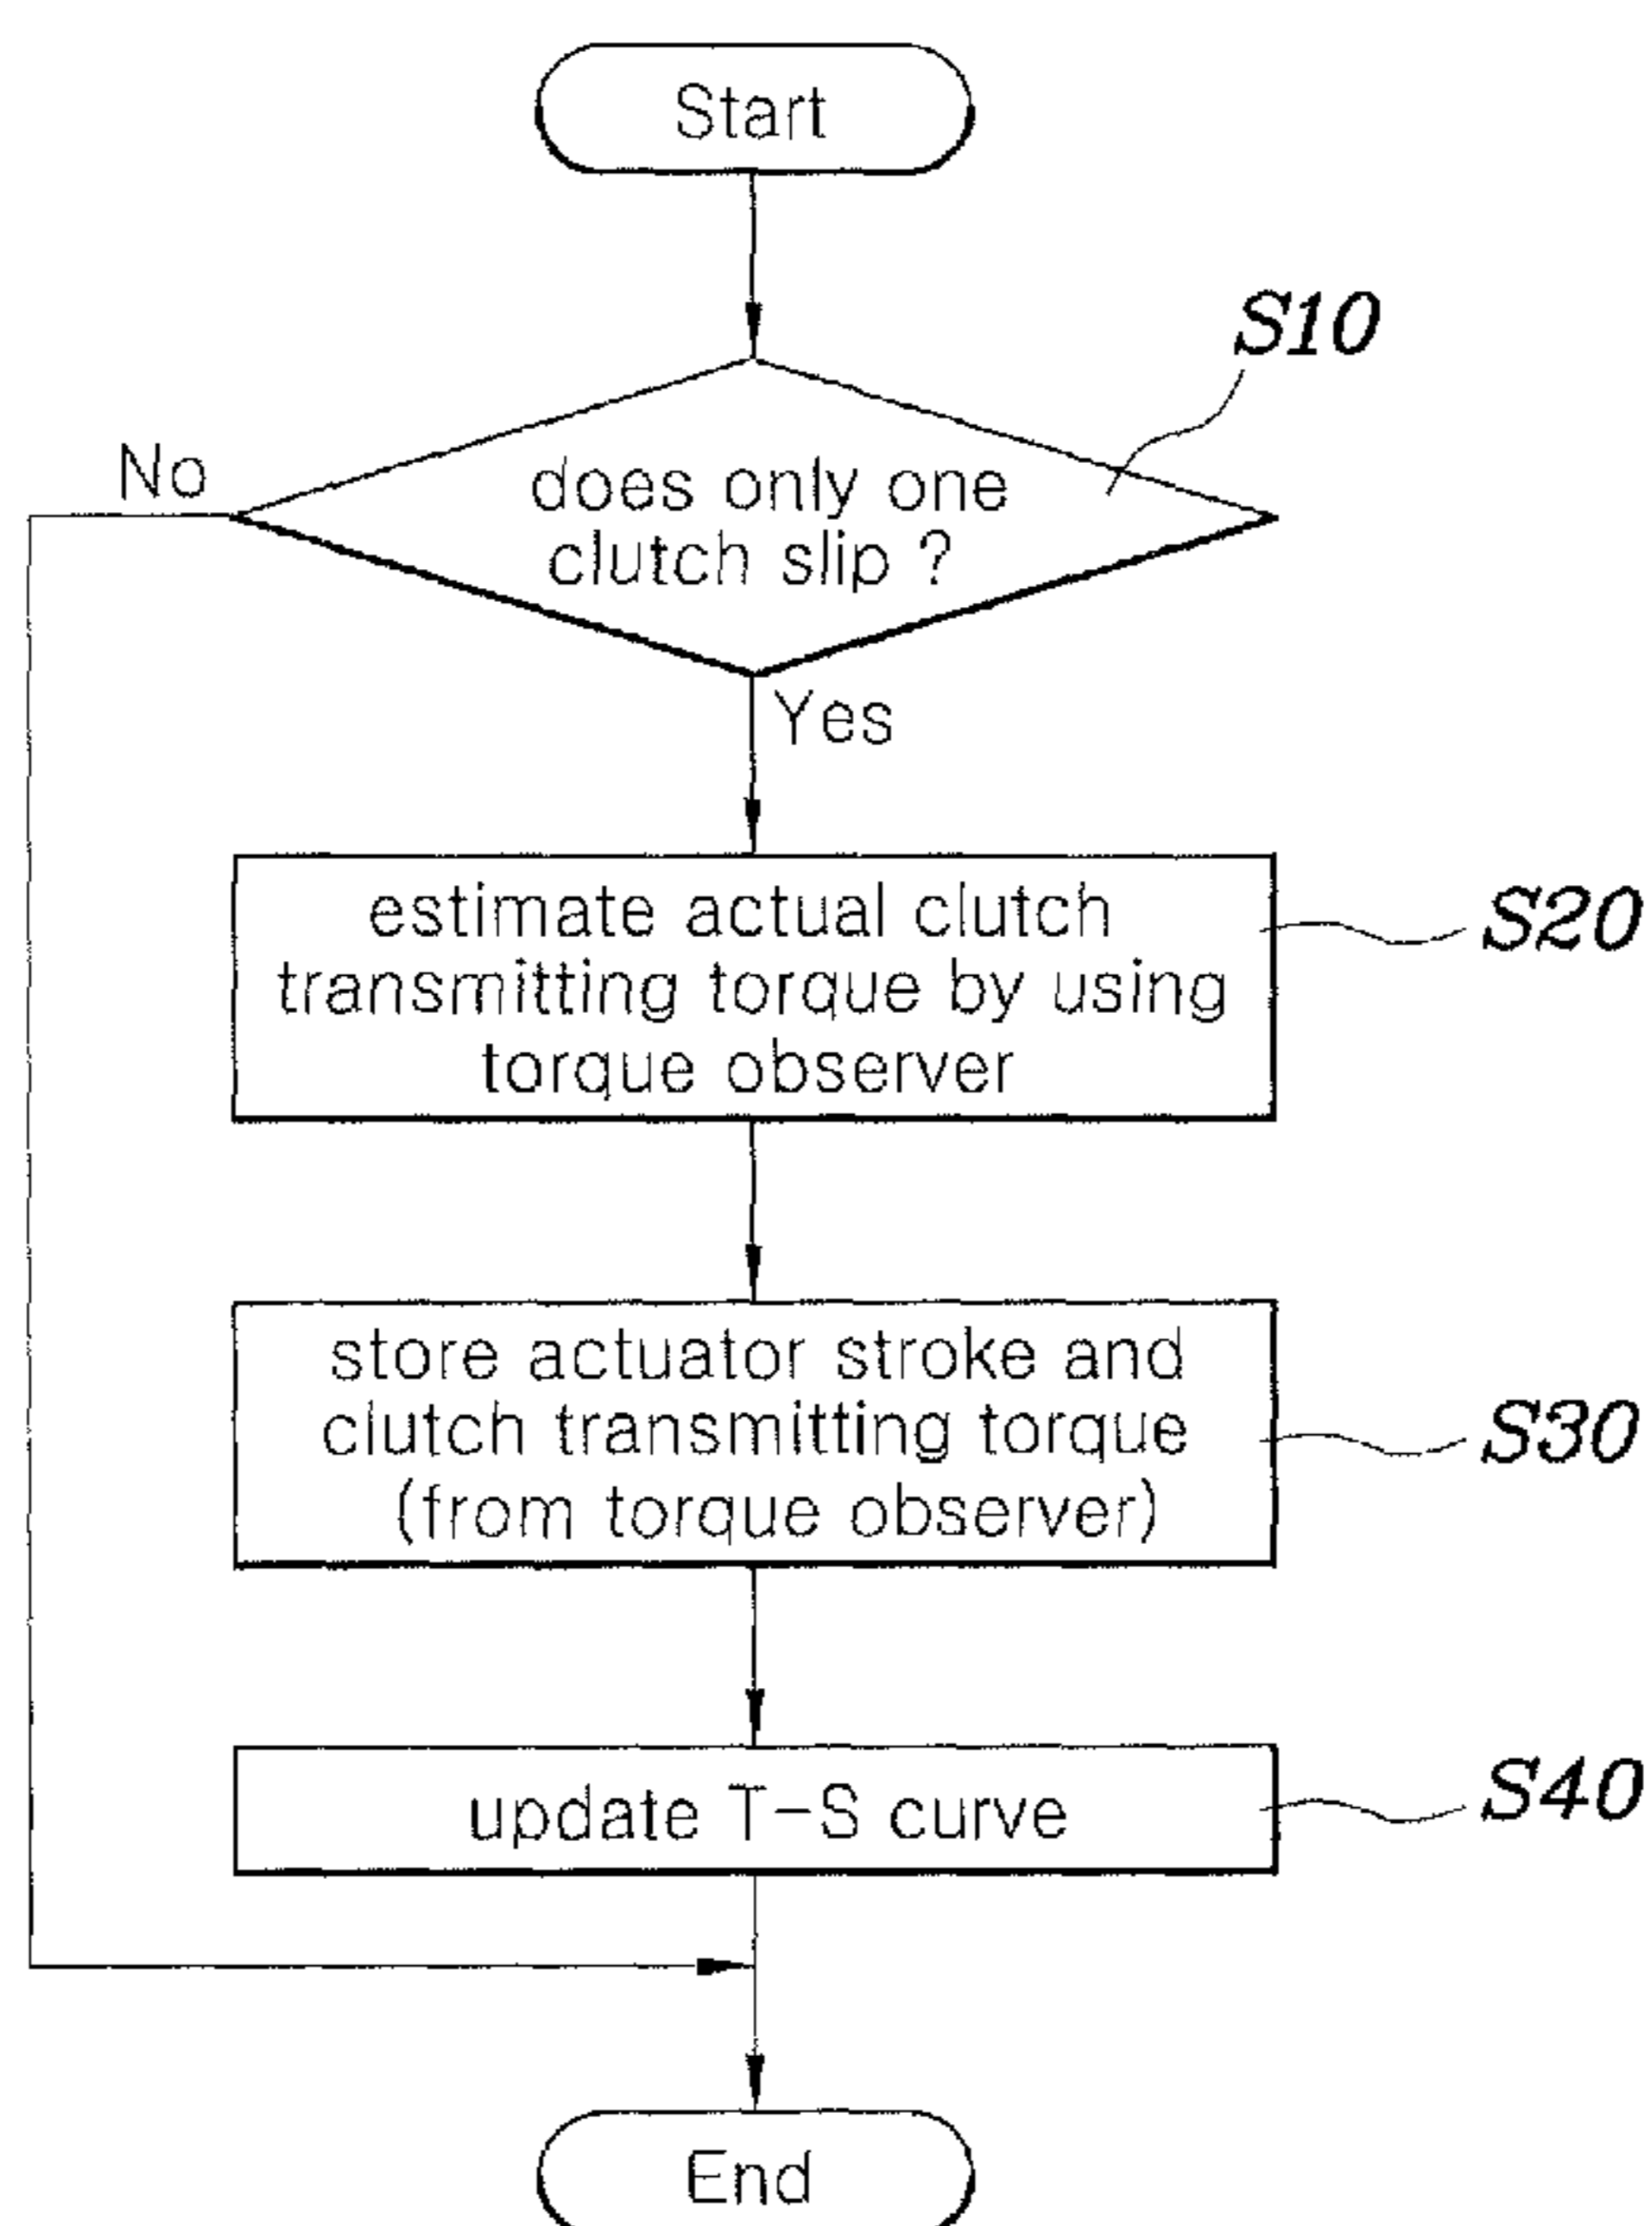 Start
S10
No
does only one
clutch slip ?
Yes
estimate actual clutch
transmitting torque by using
torque observer
S20
store actuator stroke and
clutch transmitting torque
(from torque observer)
S30
update T-S curve
S40
End